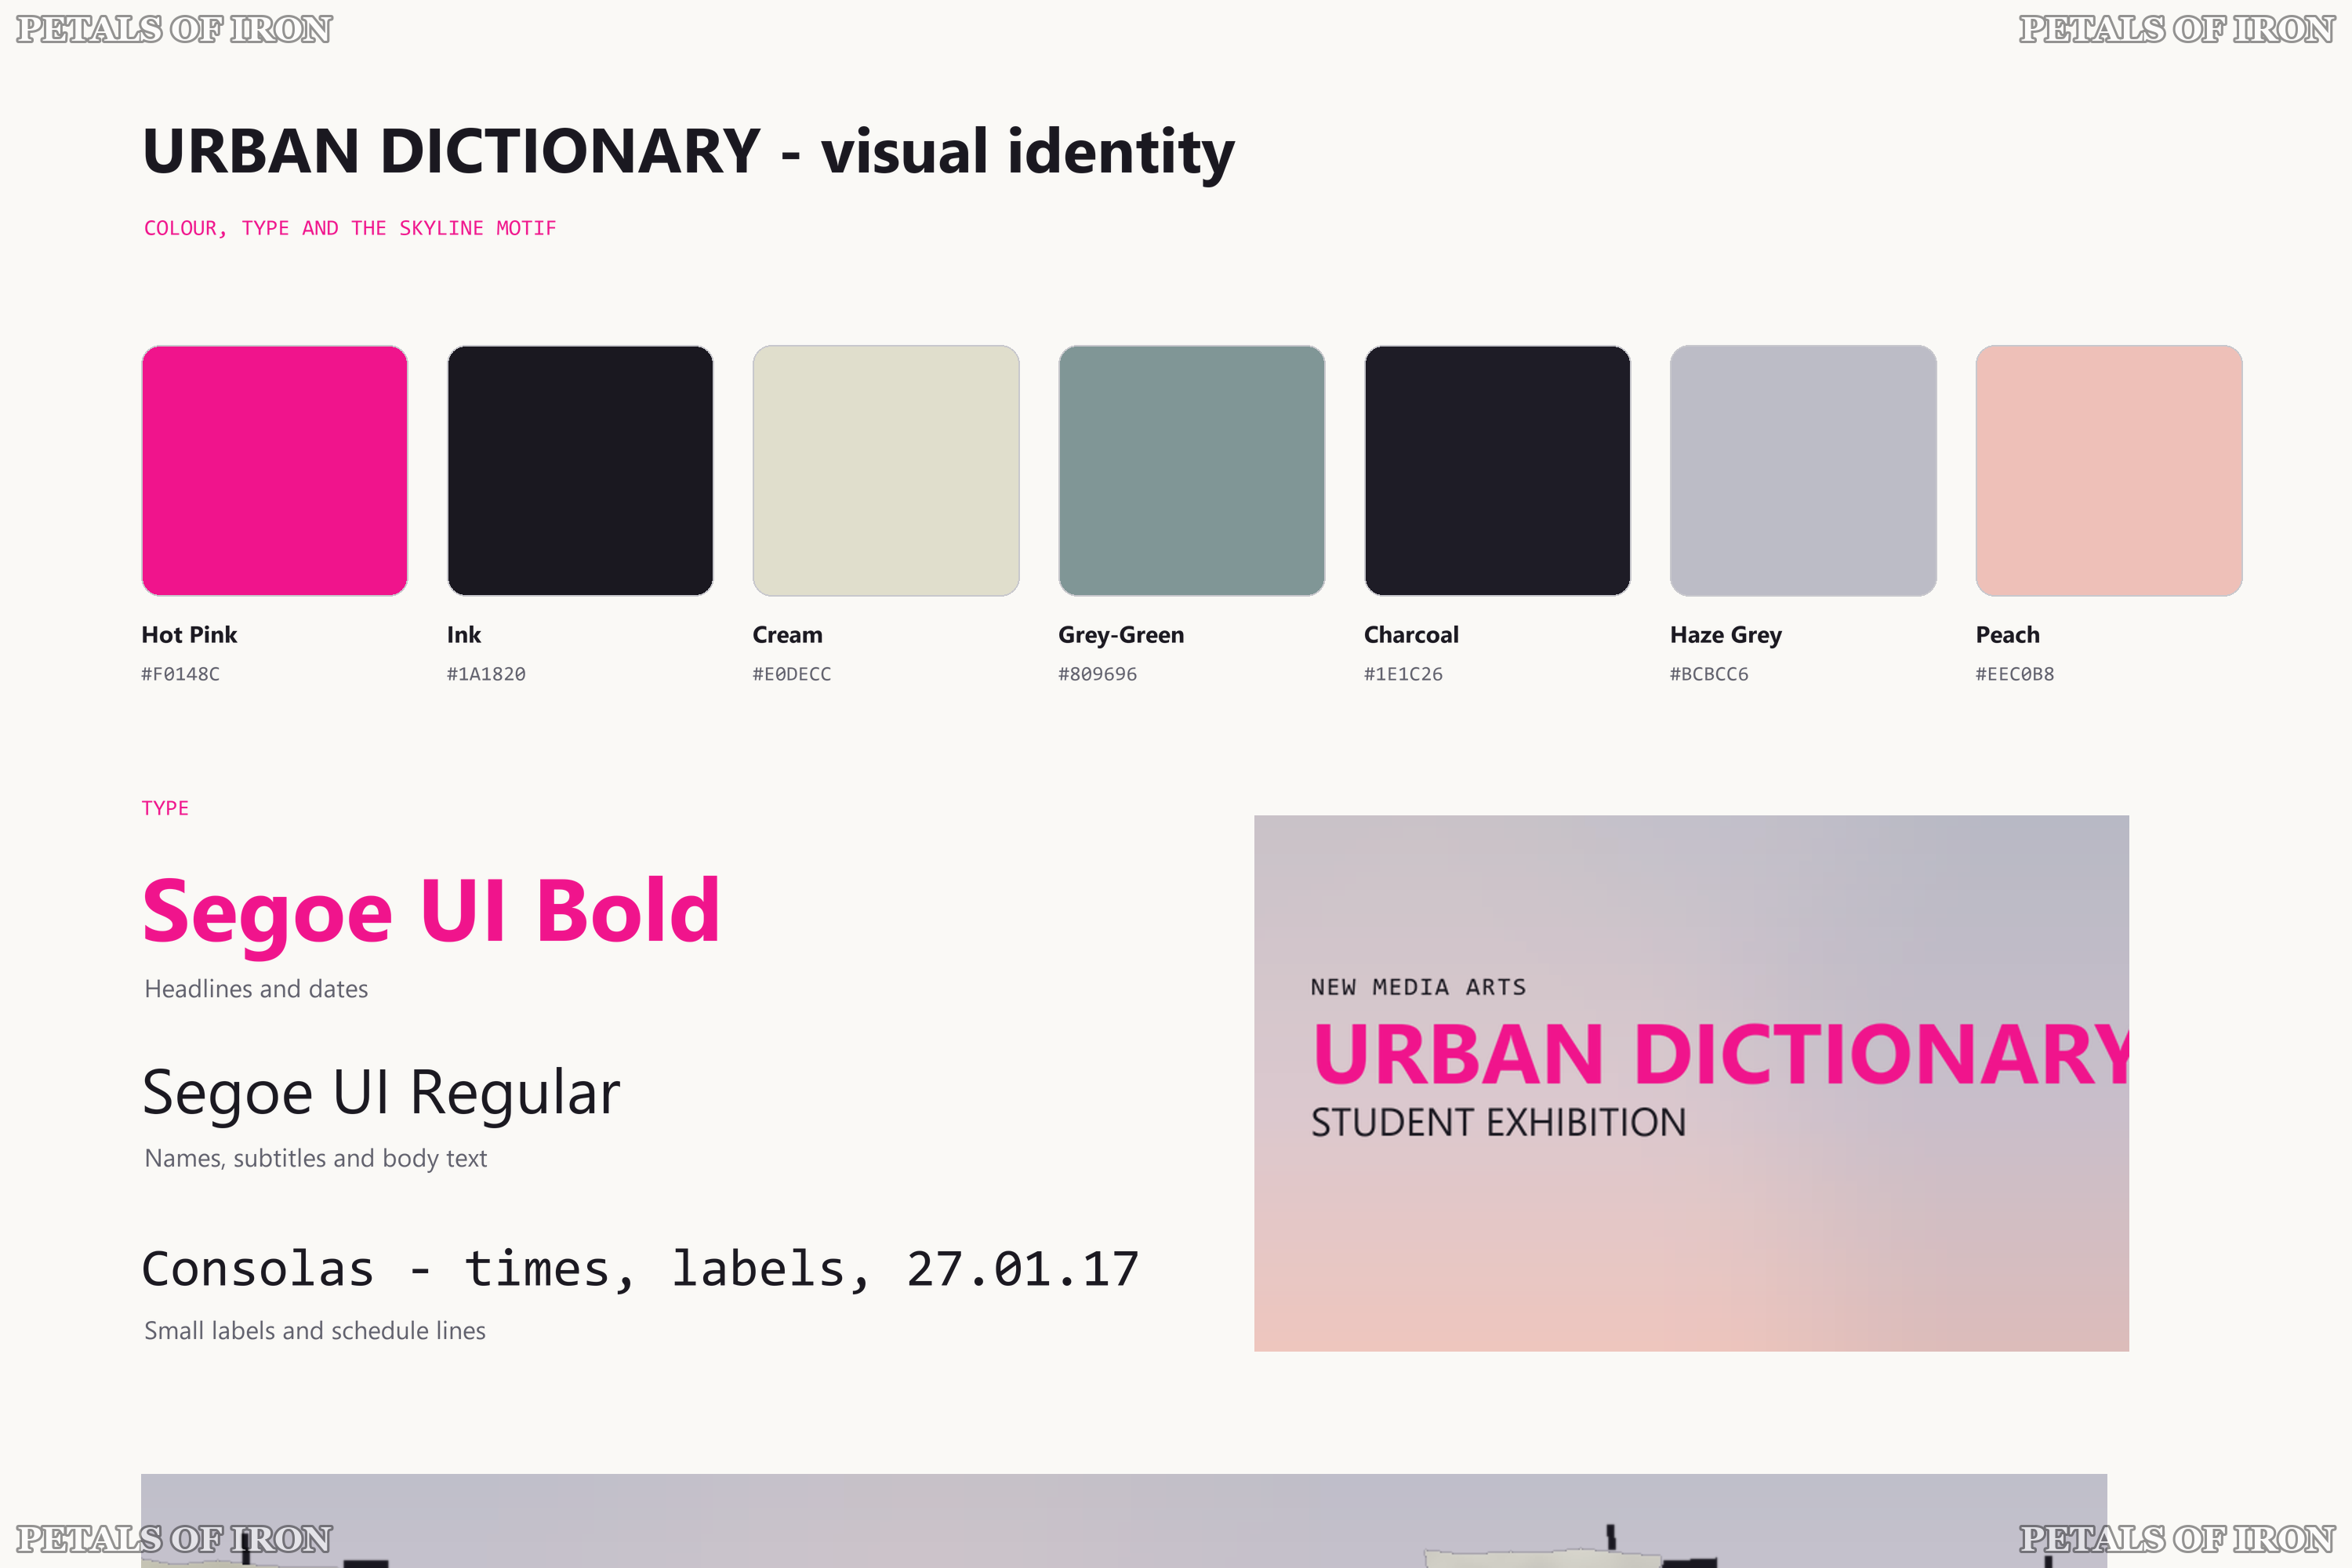 PETALS OF IRON
PETALS OF IRON
URBAN DICTIONARY - visual identity
COLOUR, TYPE AND THE SKYLINE MOTIF
Hot Pink
Ink
Cream
Grey-Green
Charcoal
Haze Grey
Peach
#F0148C
#1A1820
#E0DECC
#809696
#1E1C26
#BCBCC6
#EEC0B8
TYPE
Segoe UI Bold
Headlines and dates
Segoe UI Regular
Names, subtitles and body text
Consolas - times, labels, 27.01.17
Small labels and schedule lines
NEW MEDIA ARTS
URBAN DICTIONARY
STUDENT EXHIBITION
PETALS OF IRON
PETALS OF IRON